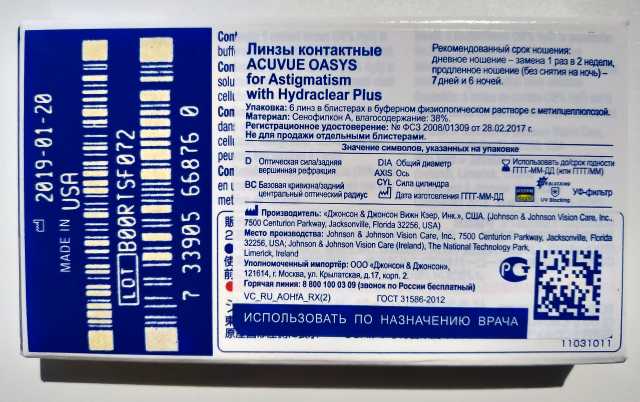 2019-01-20
MADE IN USA
LOT B00RTSF072
7 33905 66876 0
Линзы контактные
ACUVUE OASYS
for Astigmatism
with Hydraclear Plus
Рекомендованный срок ношения:
дневное ношение – замена 1 раз в 2 недели,
продленное ношение (без снятия на ночь) –
7 дней и 6 ночей.
Упаковка: 6 линз в блистерах в буферном физиологическом растворе с метилцеллюлозой.
Материал: Сенофилкон А, влагосодержание: 38%.
Регистрационное удостоверение: № ФСЗ 2008/01309 от 28.02.2017 г.
Не для продажи отдельными блистерами.
Значение символов, указанных на упаковке
D Оптическая сила/задняя
вершинная рефракция
BC Базовая кривизна/задний
центральный оптический радиус
DIA Общий диаметр
AXIS Ось
CYL Сила цилиндра
Дата изготовления ГГГГ-ММ-ДД
Использовать до/срок годности
ГГГГ-ММ-ДД (или ГГГГ/ММ)
UV Blocking
УФ-фильтр
Производитель: «Джонсон & Джонсон Вижн Кэер, Инк.», США. (Johnson & Johnson Vision Care, Inc.,
7500 Centurion Parkway, Jacksonville, Florida 32256, USA)
Место производства: Johnson & Johnson Vision Care, Inc., 7500 Centurion Parkway, Jacksonville, Florida
32256, USA; Johnson & Johnson Vision Care (Ireland), The National Technology Park,
Limerick, Ireland
Уполномоченный импортёр: ООО «Джонсон & Джонсон»,
121614, г. Москва, ул. Крылатская, д.17, корп. 2.
Горячая линия: 8 800 100 03 09 (звонок по России бесплатный)
VC_RU_AOHfA_RX(2) ГОСТ 31586-2012
ИСПОЛЬЗОВАТЬ ПО НАЗНАЧЕНИЮ ВРАЧА
11031011